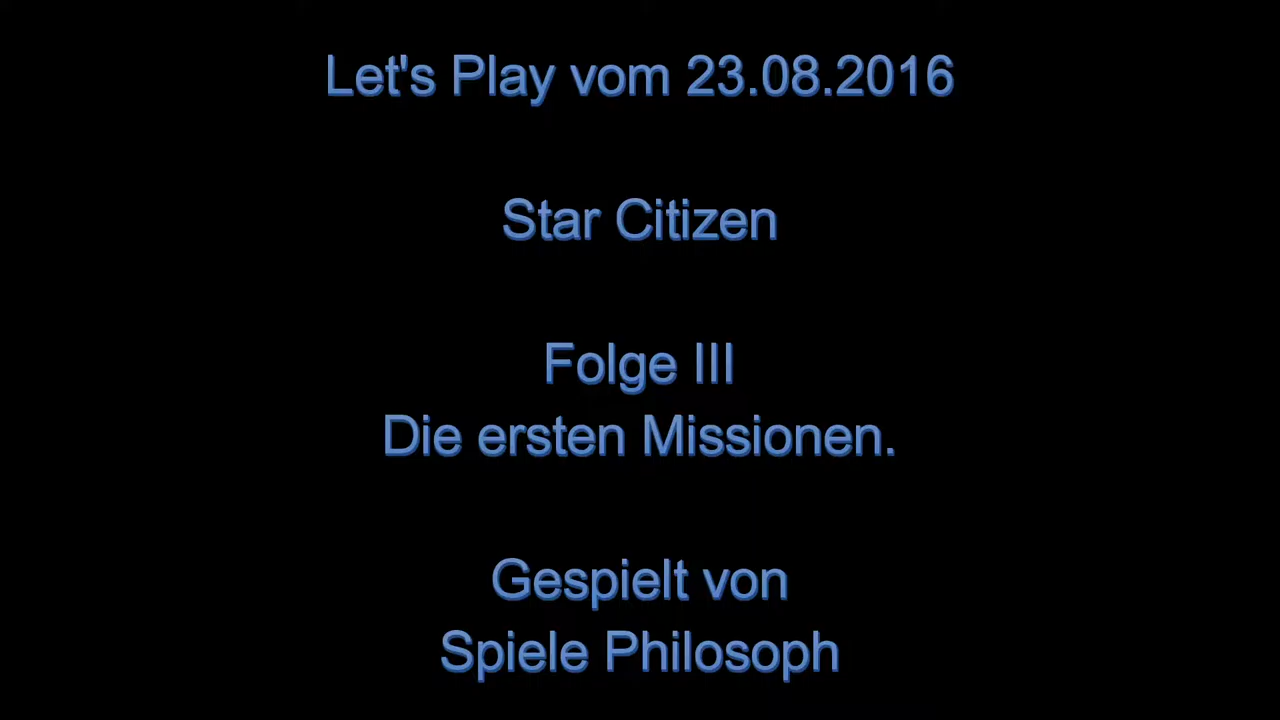 Let's Play vom 23.08.2016
Star Citizen
Folge III
Die ersten Missionen.
Gespielt von
Spiele Philosoph